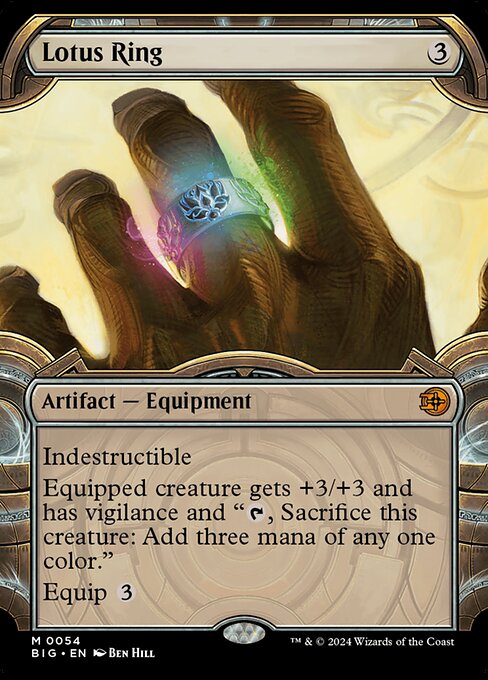 Lotus Ring 3
Artifact — Equipment
Indestructible
Equipped creature gets +3/+3 and
has vigilance and “, Sacrifice this
creature: Add three mana of any one
color.”
Equip 3
M 0054
BIG • EN Ben Hill
™ & © 2024 Wizards of the Coast